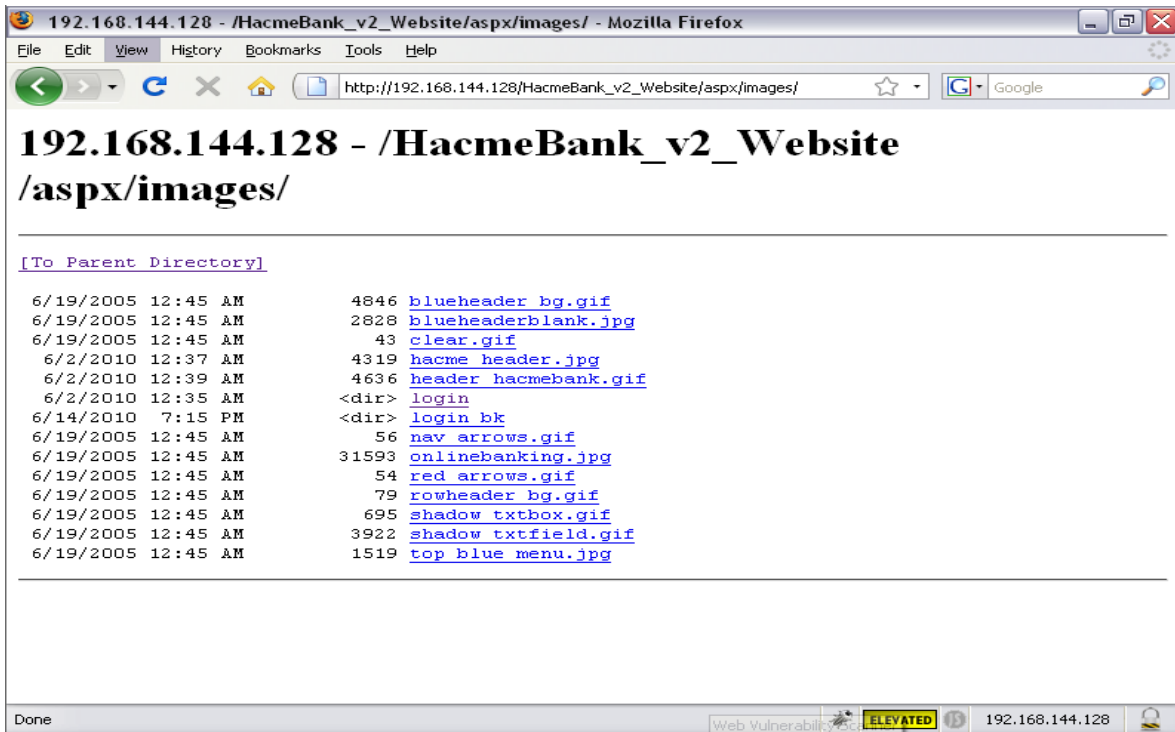 192.168.144.128 - /HacmeBank_v2_Website/aspx/images/ - Mozilla Firefox
File Edit View History Bookmarks Tools Help
http://192.168.144.128/HacmeBank_v2_Website/aspx/images/ G Google
192.168.144.128 - /HacmeBank_v2_Website
/aspx/images/
[To Parent Directory]
6/19/2005 12:45 AM 4846 blueheader_bg.gif
6/19/2005 12:45 AM 2828 blueheaderblank.jpg
6/19/2005 12:45 AM 43 clear.gif
6/2/2010 12:37 AM 4319 hacme_header.jpg
6/2/2010 12:39 AM 4636 header_hacmebank.gif
6/2/2010 12:35 AM <dir> login
6/14/2010 7:15 PM <dir> login_bk
6/19/2005 12:45 AM 56 nav_arrows.gif
6/19/2005 12:45 AM 31593 onlinebanking.jpg
6/19/2005 12:45 AM 54 red_arrows.gif
6/19/2005 12:45 AM 79 rowheader_bg.gif
6/19/2005 12:45 AM 695 shadow_txtbox.gif
6/19/2005 12:45 AM 3922 shadow_txtfield.gif
6/19/2005 12:45 AM 1519 top_blue_menu.jpg
Done Web Vulnerability ELEVATED JS 192.168.144.128